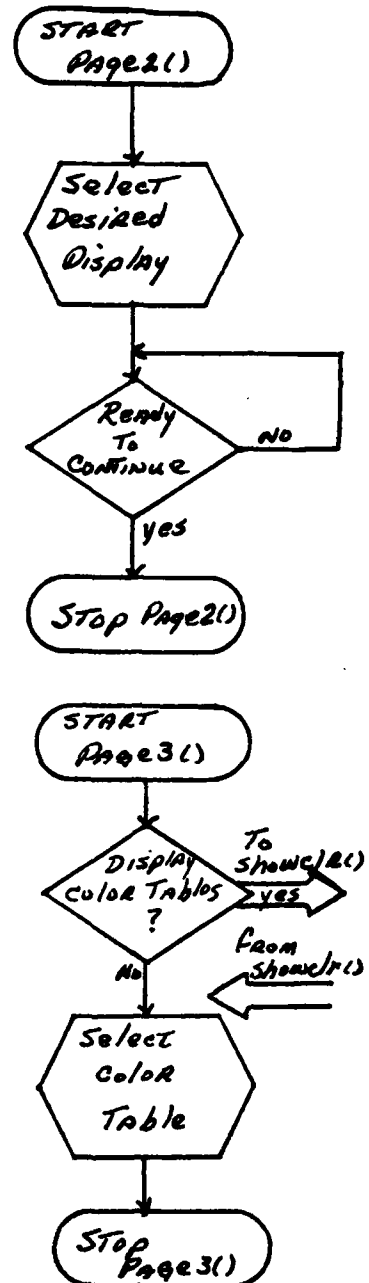 START
PAge2()
Select
Desired
Display
Ready
To
Continue
NO
yes
STop PAge2()
START
PAge3()
Display
Color Tables
?
To
showclr()
yes
From
showclr()
No
Select
Color
Table
STop
PAge3()